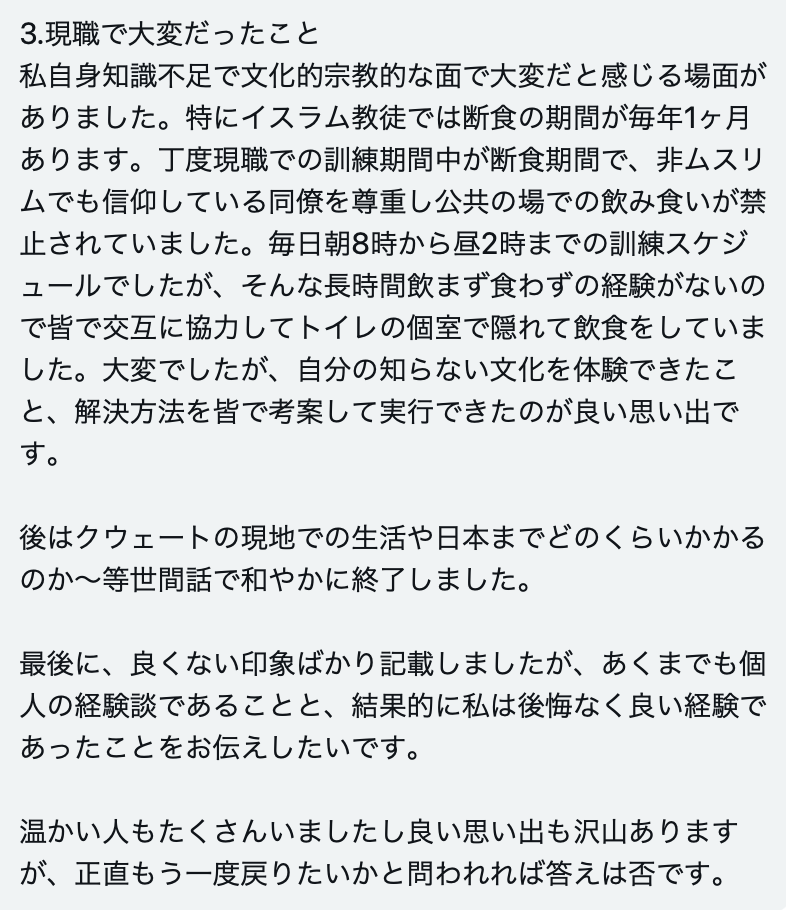 3.現職で大変だったこと
私自身知識不足で文化的宗教的な面で大変だと感じる場面が
ありました。特にイスラム教徒では断食の期間が毎年1ヶ月
あります。丁度現職での訓練期間中が断食期間で、非ムスリ
ムでも信仰している同僚を尊重し公共の場での飲み食いが禁
止されていました。毎日朝8時から昼2時までの訓練スケジ
ュールでしたが、そんな長時間飲まず食わずの経験がないの
で皆で交互に協力してトイレの個室で隠れて飲食をしていま
した。大変でしたが、自分の知らない文化を体験できたこ
と、解決方法を皆で考案して実行できたのが良い思い出で
す。
後はクウェートの現地での生活や日本までどのくらいかかる
のか〜等世間話で和やかに終了しました。
最後に、良くない印象ばかり記載しましたが、あくまでも個
人の経験談であることと、結果的に私は後悔なく良い経験で
あったことをお伝えしたいです。
温かい人もたくさんいましたし良い思い出も沢山あります
が、正直もう一度戻りたいかと問われれば答えは否です。